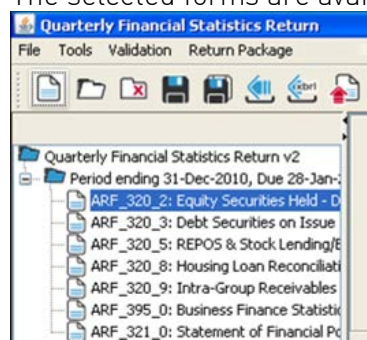 The selected forms are avai
Quarterly Financial Statistics Return
File Tools Validation Return Package
xbrl
Quarterly Financial Statistics Return v2
Period ending 31-Dec-2010, Due 28-Jan-
ARF_320_2: Equity Securities Held - D
ARF_320_3: Debt Securities on Issue
ARF_320_5: REPOS & Stock Lending/B
ARF_320_8: Housing Loan Reconciliati
ARF_320_9: Intra-Group Receivables
ARF_395_0: Business Finance Statistic
ARF_321_0: Statement of Financial Po